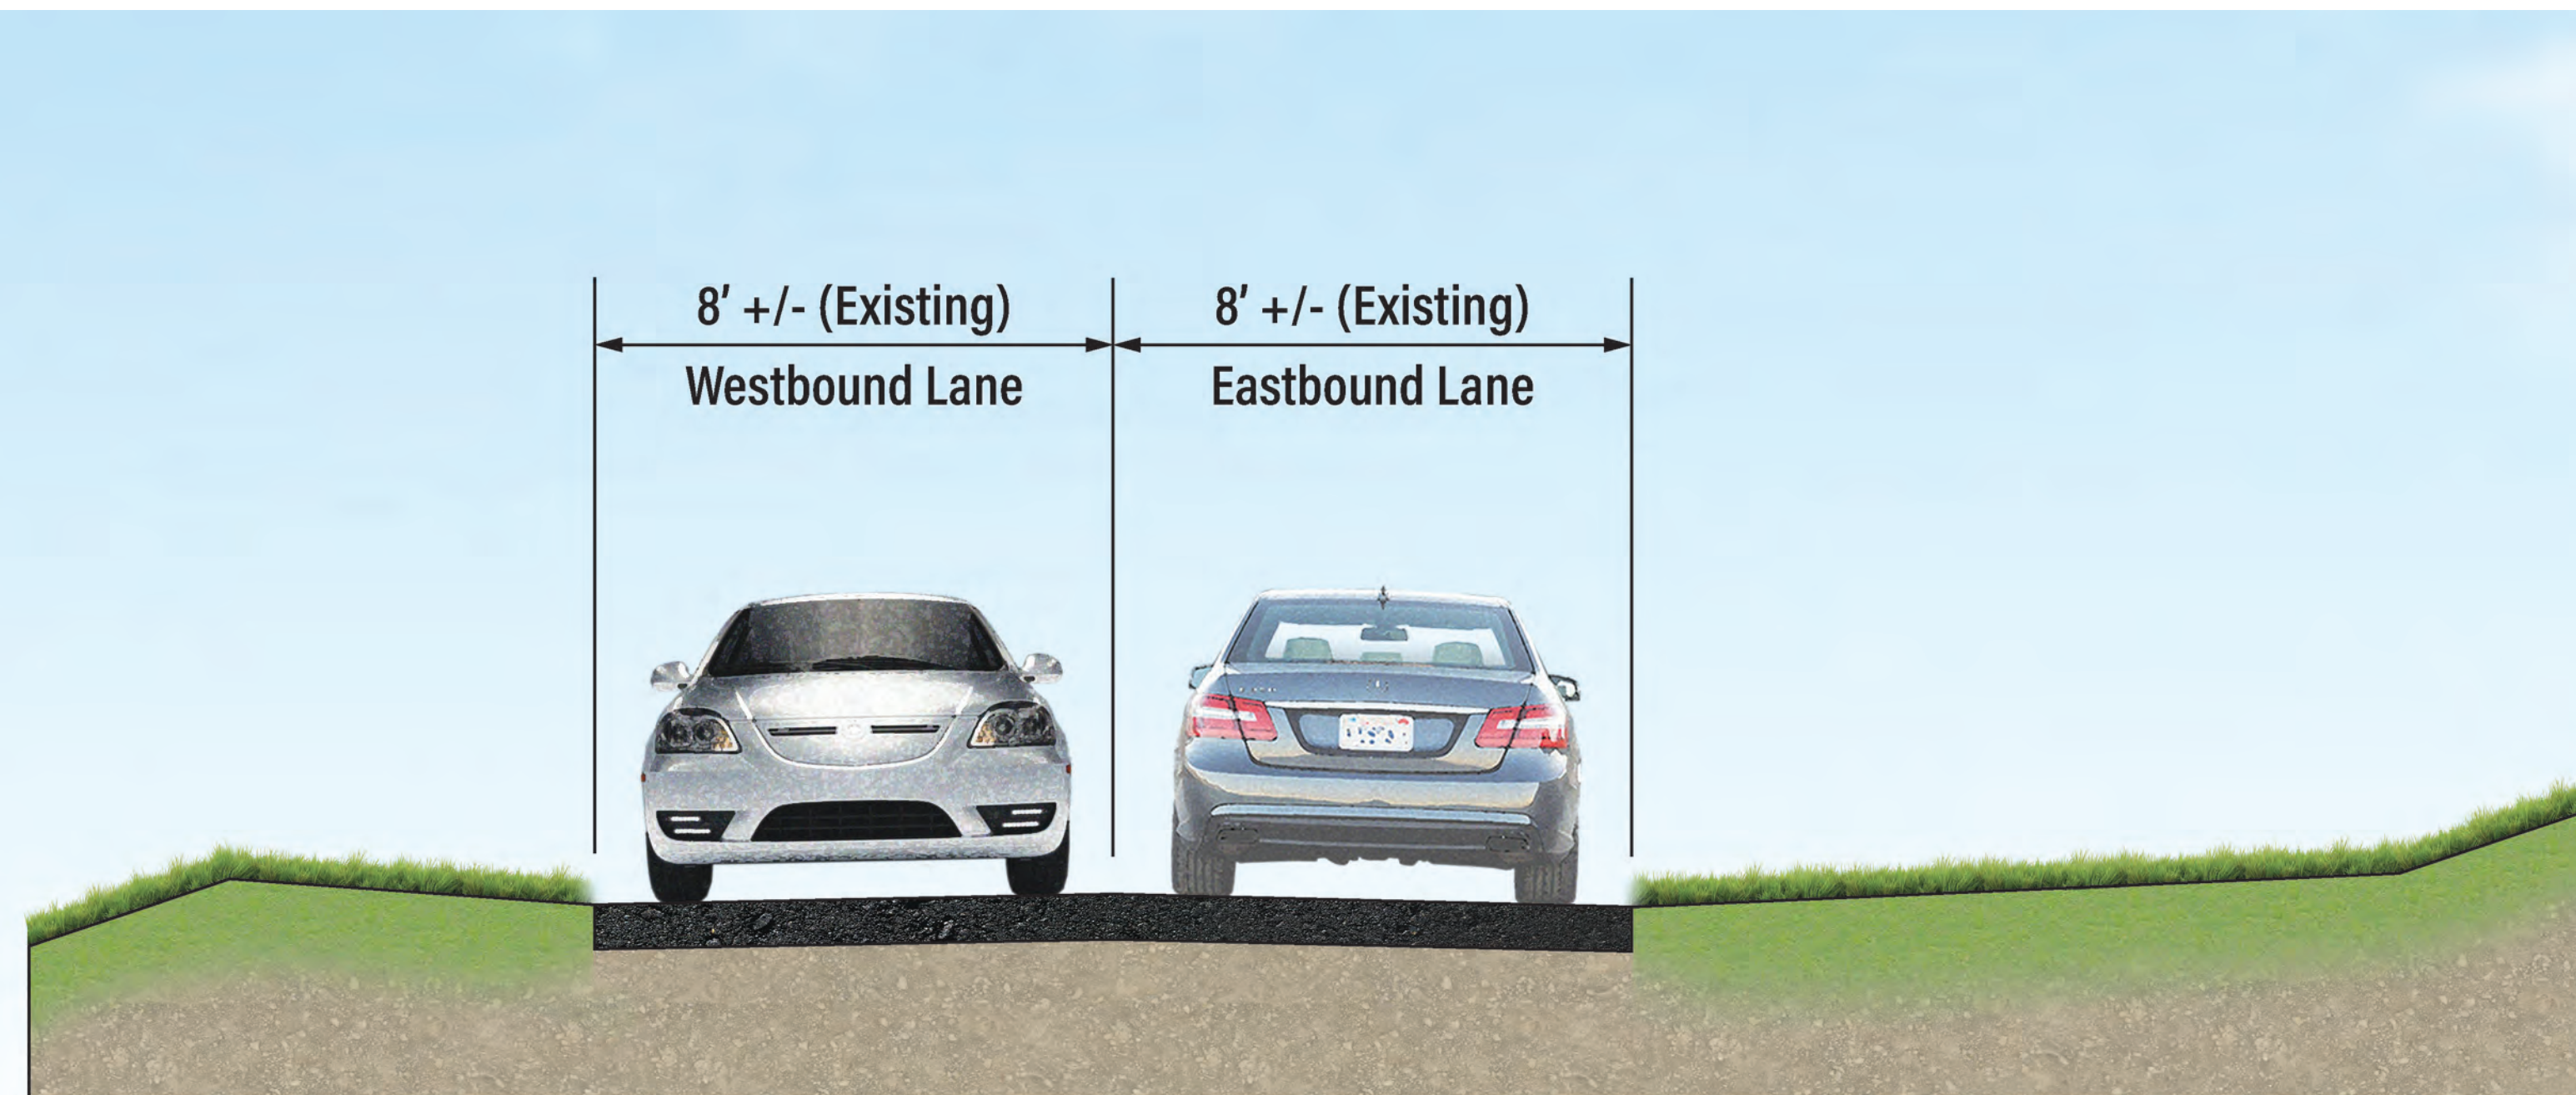 8’ +/- (Existing)
Westbound Lane
8’ +/- (Existing)
Eastbound Lane